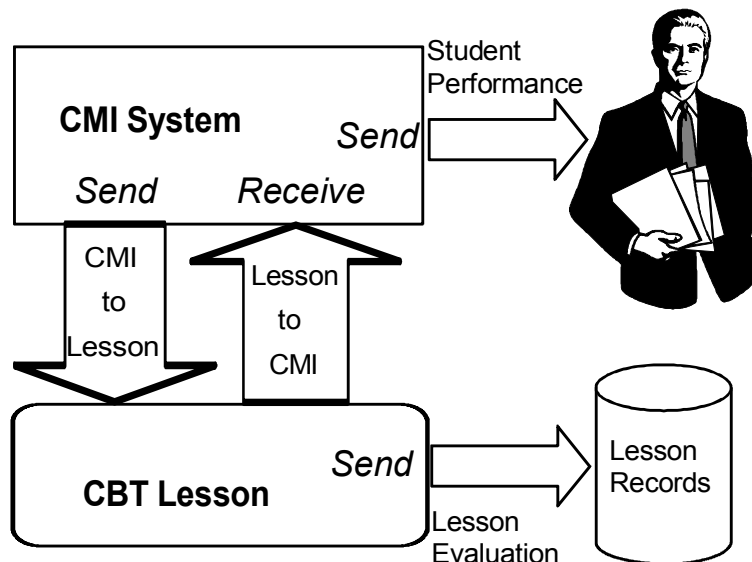 Student
Performance
CMI System
Send
Send
Receive
CMI
to
Lesson
Lesson
to
CMI
Send
CBT Lesson
Lesson
Records
Lesson
Evaluation